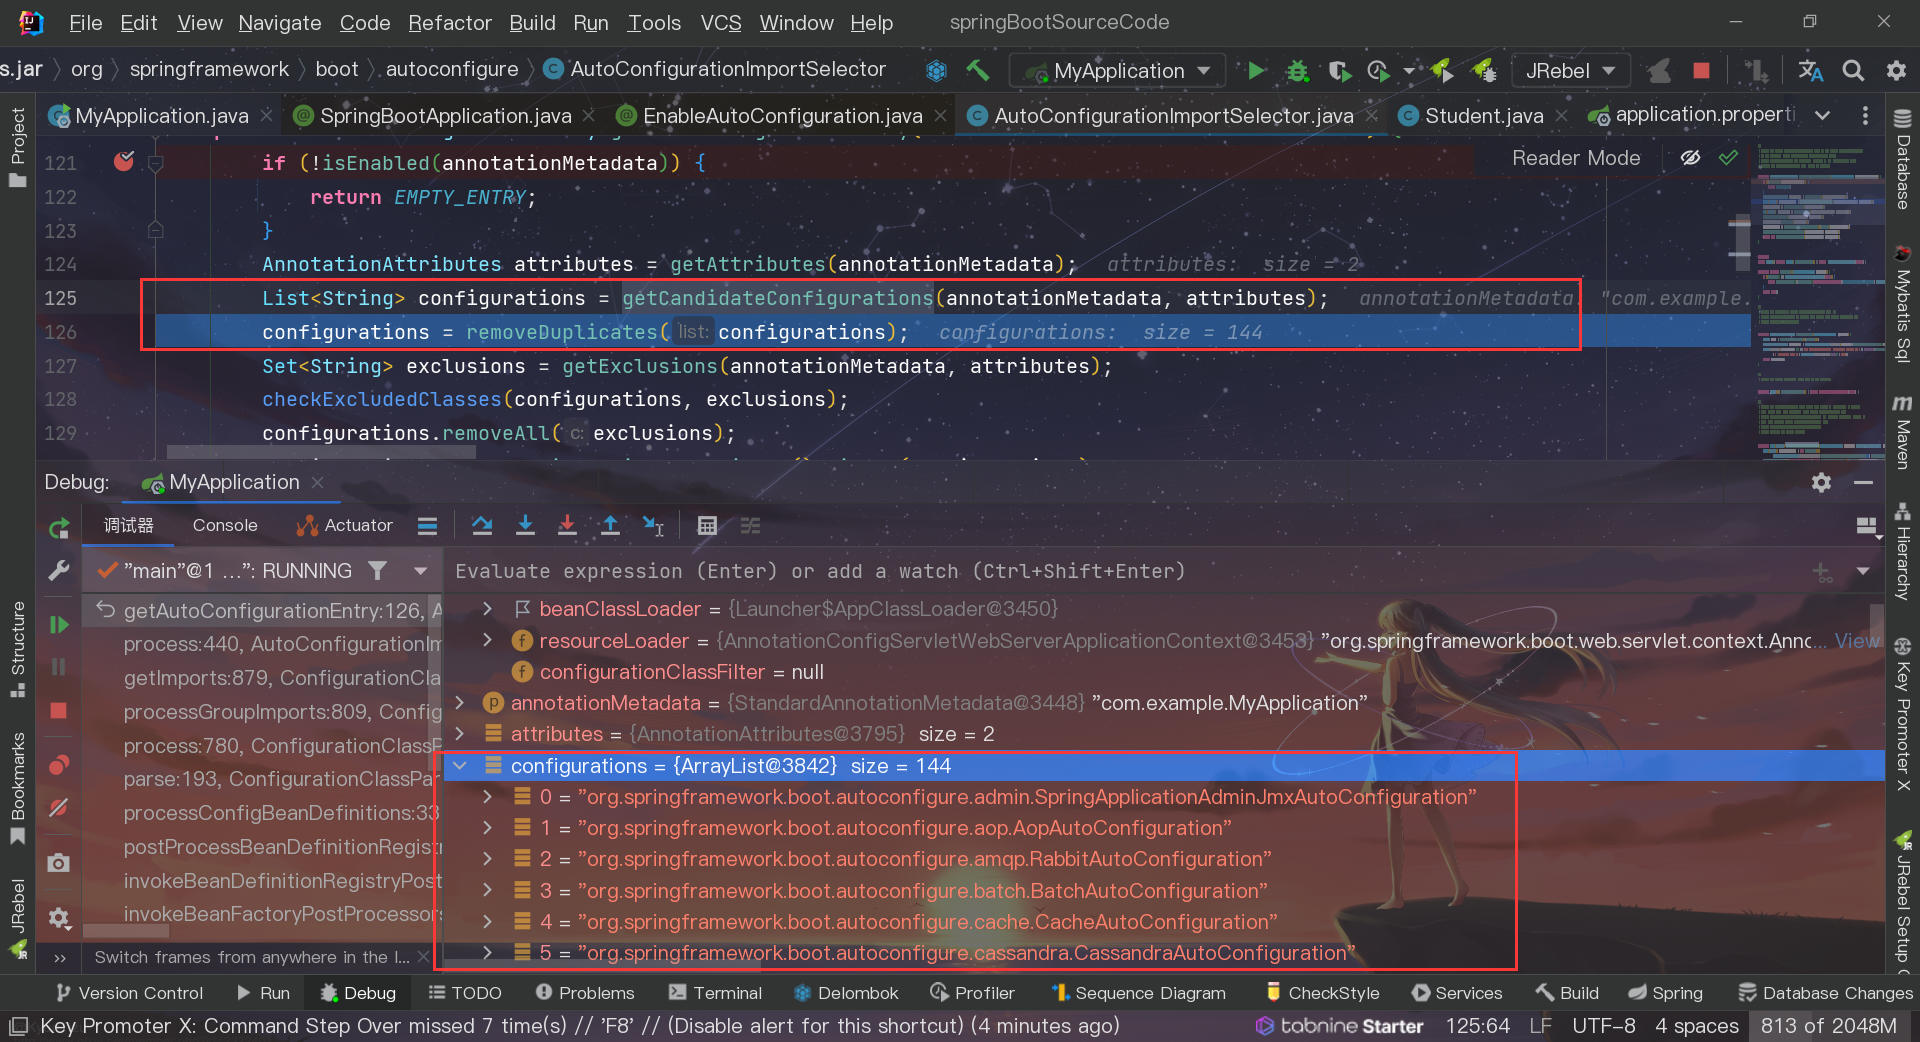 File Edit View Navigate Code Refactor Build Run Tools VCS Window Help springBootSourceCode
s.jar org springframework boot autoconfigure AutoConfigurationImportSelector MyApplication JRebel
MyApplication.java SpringBootApplication.java EnableAutoConfiguration.java AutoConfigurationImportSelector.java Student.java application.properti
Reader Mode
121 if (!isEnabled(annotationMetadata)) {
122 return EMPTY_ENTRY;
123 }
124 AnnotationAttributes attributes = getAttributes(annotationMetadata); attributes: size = 2
125 List<String> configurations = getCandidateConfigurations(annotationMetadata, attributes); annotationMetadata: "com.example.
126 configurations = removeDuplicates( list: configurations); configurations: size = 144
127 Set<String> exclusions = getExclusions(annotationMetadata, attributes);
128 checkExcludedClasses(configurations, exclusions);
129 configurations.removeAll( c: exclusions);
Debug: MyApplication
调试器 Console Actuator
"main"@1 ...": RUNNING
Evaluate expression (Enter) or add a watch (Ctrl+Shift+Enter)
getAutoConfigurationEntry:126, A
process:440, AutoConfigurationIm
getImports:879, ConfigurationCla
processGroupImports:809, Config
process:780, ConfigurationClassP
parse:193, ConfigurationClassPar
processConfigBeanDefinitions:33
postProcessBeanDefinitionRegistr
invokeBeanDefinitionRegistryPost
invokeBeanFactoryPostProcessors
Switch frames from anywhere in the I...
beanClassLoader = {Launcher$AppClassLoader@3450}
resourceLoader = {AnnotationConfigServletWebServerApplicationContext@3453} "org.springframework.boot.web.servlet.context.Annc... View
configurationClassFilter = null
annotationMetadata = {StandardAnnotationMetadata@3448} "com.example.MyApplication"
attributes = {AnnotationAttributes@3795} size = 2
configurations = {ArrayList@3842} size = 144
0 = "org.springframework.boot.autoconfigure.admin.SpringApplicationAdminJmxAutoConfiguration"
1 = "org.springframework.boot.autoconfigure.aop.AopAutoConfiguration"
2 = "org.springframework.boot.autoconfigure.amqp.RabbitAutoConfiguration"
3 = "org.springframework.boot.autoconfigure.batch.BatchAutoConfiguration"
4 = "org.springframework.boot.autoconfigure.cache.CacheAutoConfiguration"
5 = "org.springframework.boot.autoconfigure.cassandra.CassandraAutoConfiguration"
Project
Structure
Bookmarks
JRebel
Database
Mybatis Sql
Maven
Hierarchy
Key Promoter X
JRebel Setup
Version Control Run Debug TODO Problems Terminal Delombok Profiler Sequence Diagram CheckStyle Services Build Spring Database Changes
Key Promoter X: Command Step Over missed 7 time(s) // 'F8' // (Disable alert for this shortcut) (4 minutes ago) tabnine Starter 125:64 LF UTF-8 4 spaces 813 of 2048M